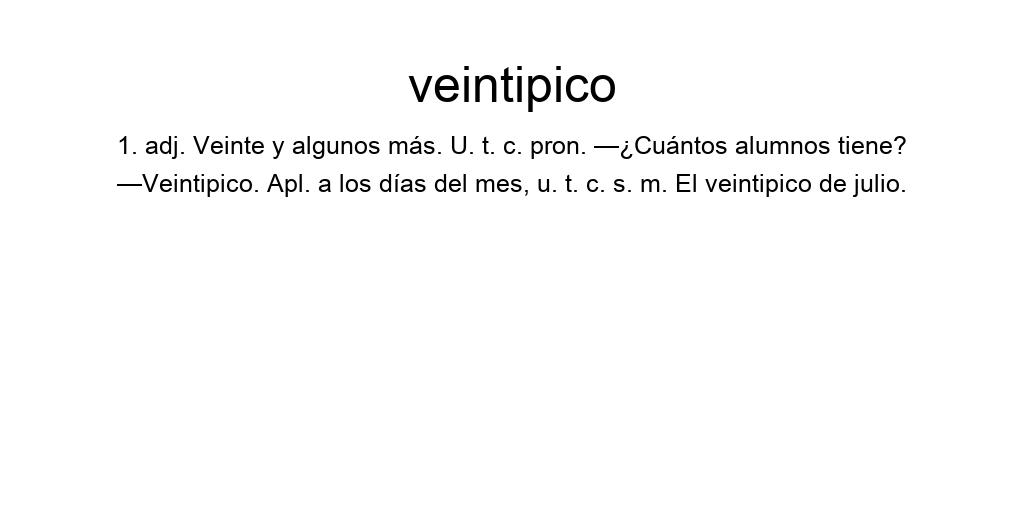 veintipico
1. adj. Veinte y algunos más. U. t. c. pron. —¿Cuántos alumnos tiene?
—Veintipico. Apl. a los días del mes, u. t. c. s. m. El veintipico de julio.